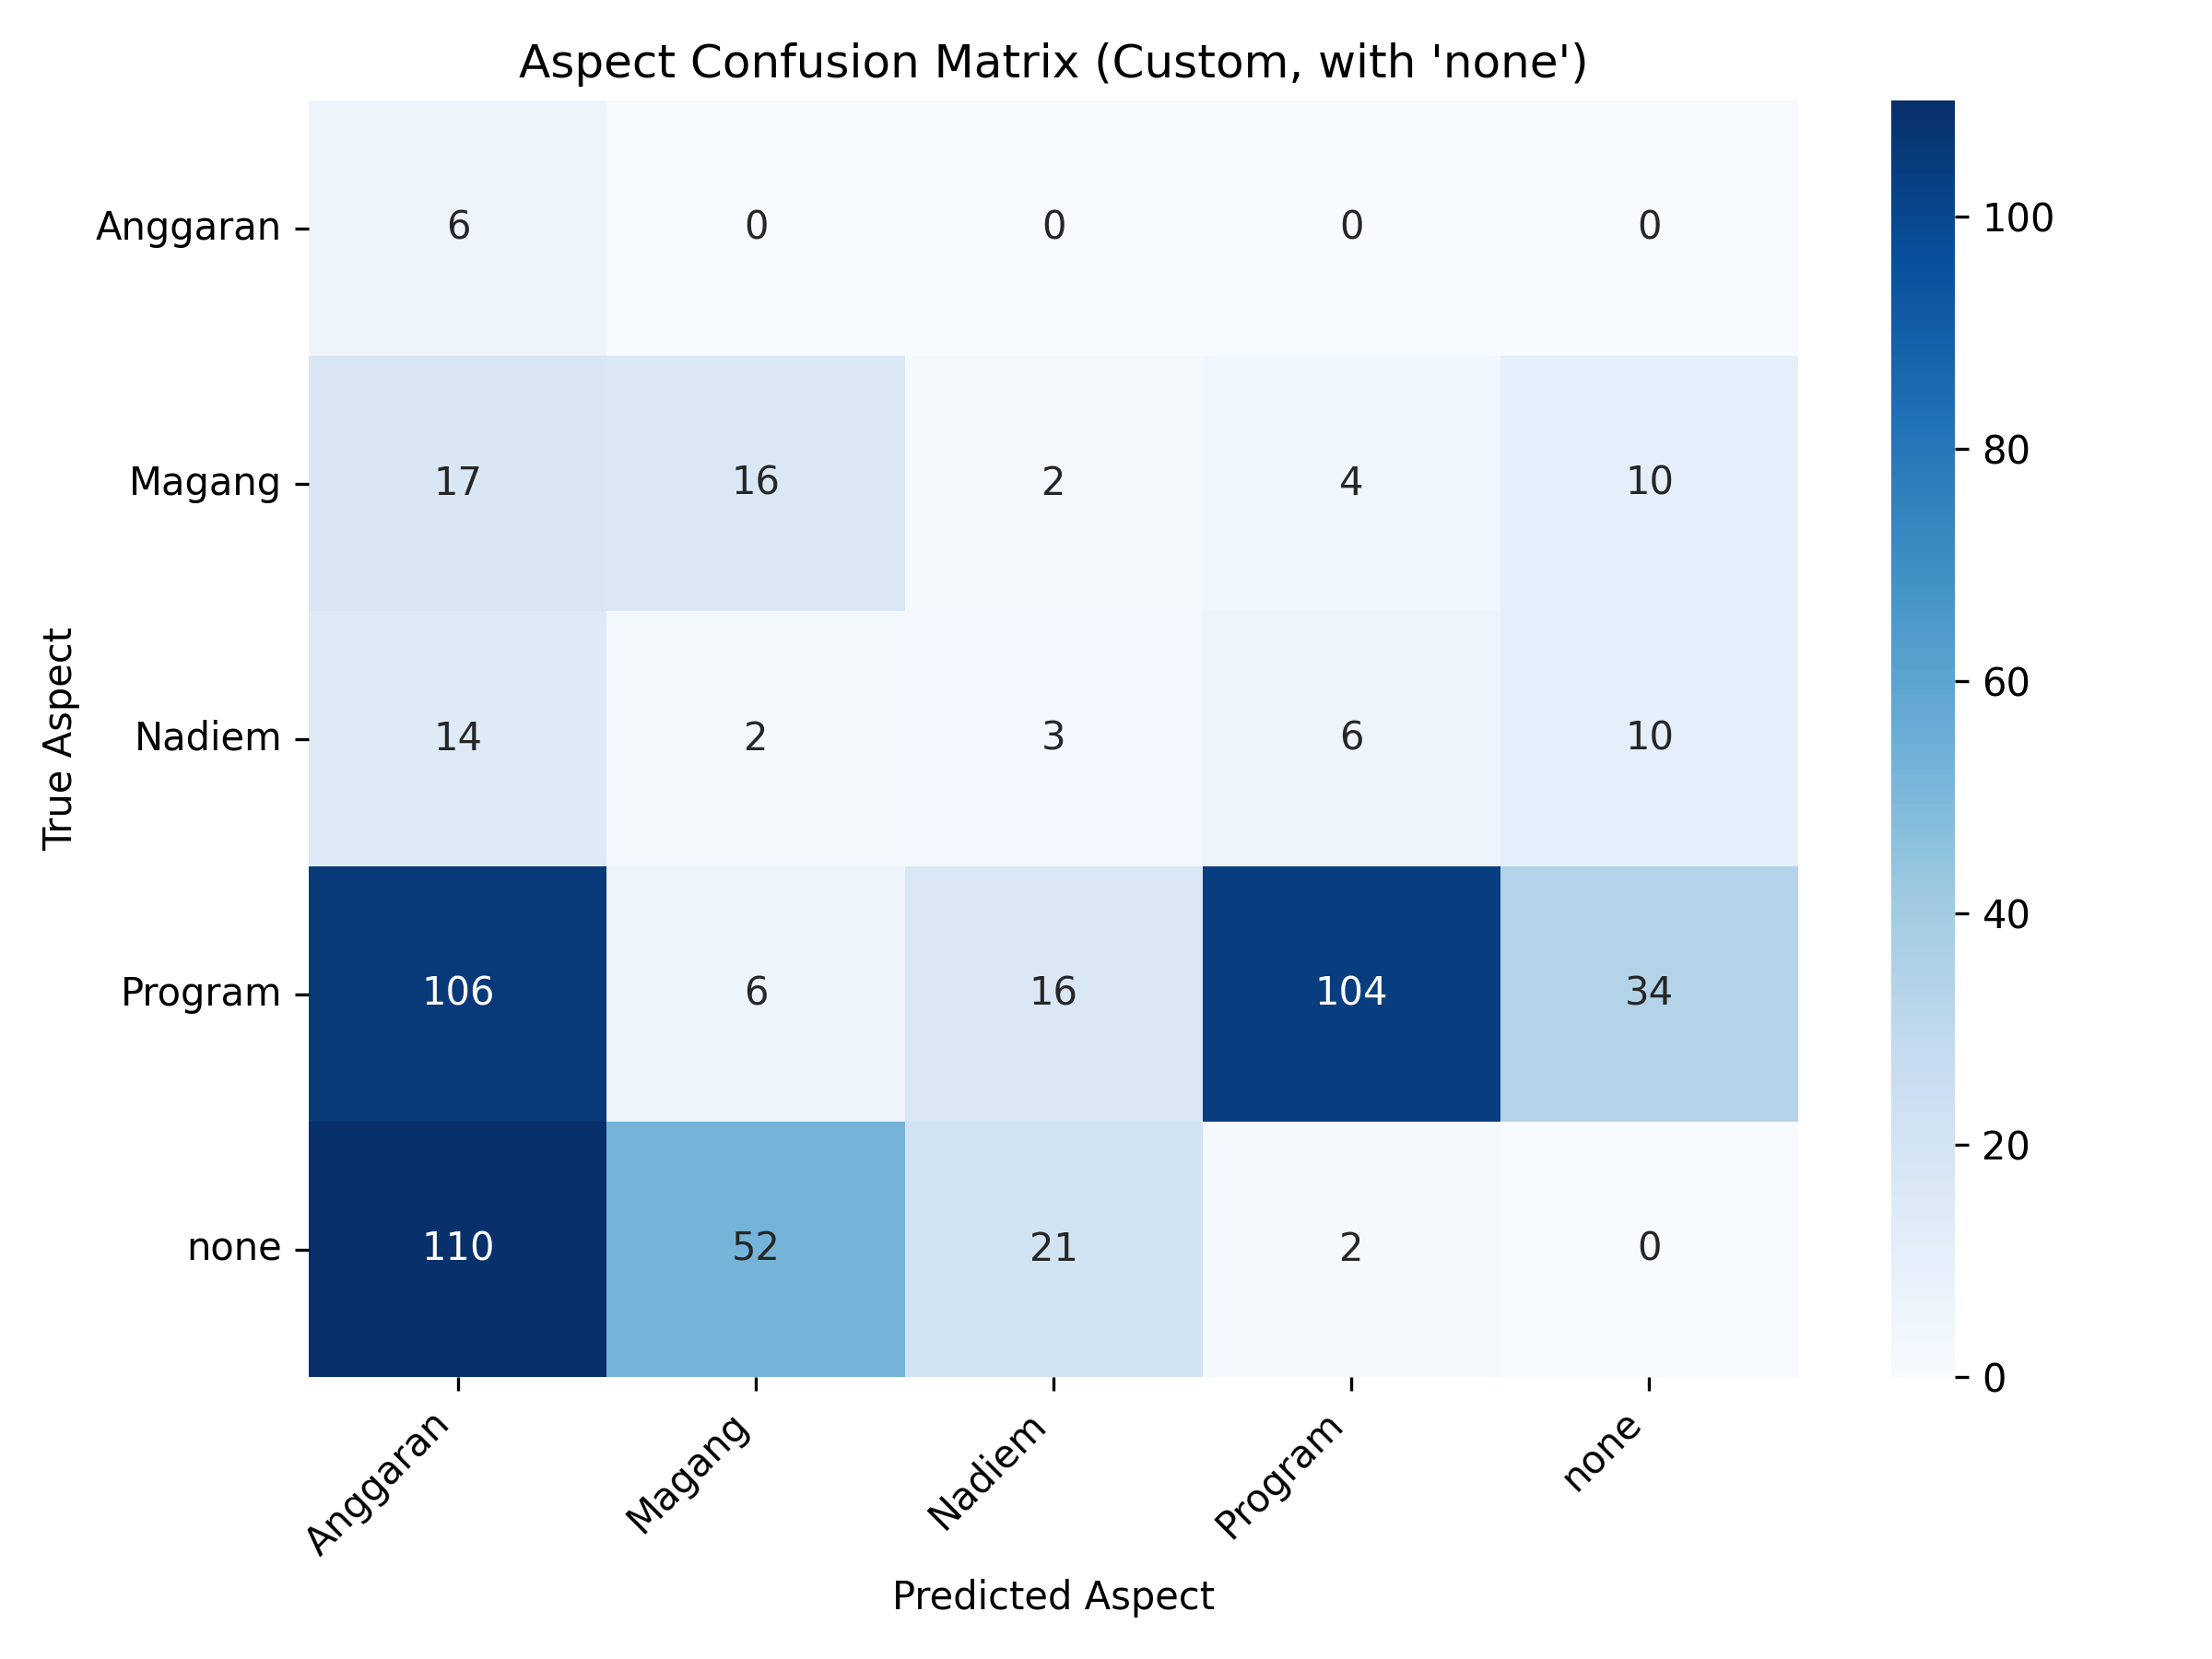 Aspect Confusion Matrix (Custom, with 'none')
Anggaran 6 0 0 0 0
Magang 17 16 2 4 10
Nadiem 14 2 3 6 10
Program 106 6 16 104 34
none 110 52 21 2 0
True Aspect
Anggaran Magang Nadiem Program none
Predicted Aspect
100
80
60
40
20
0